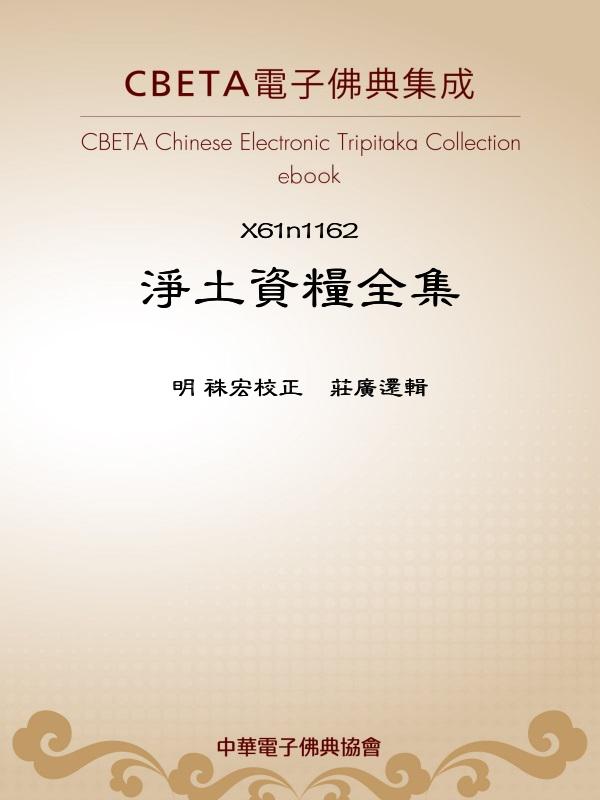 CBETA電子佛典集成
CBETA Chinese Electronic Tripitaka Collection
ebook
X61n1162
淨土資糧全集
明 袾宏校正　莊廣還輯
中華電子佛典協會